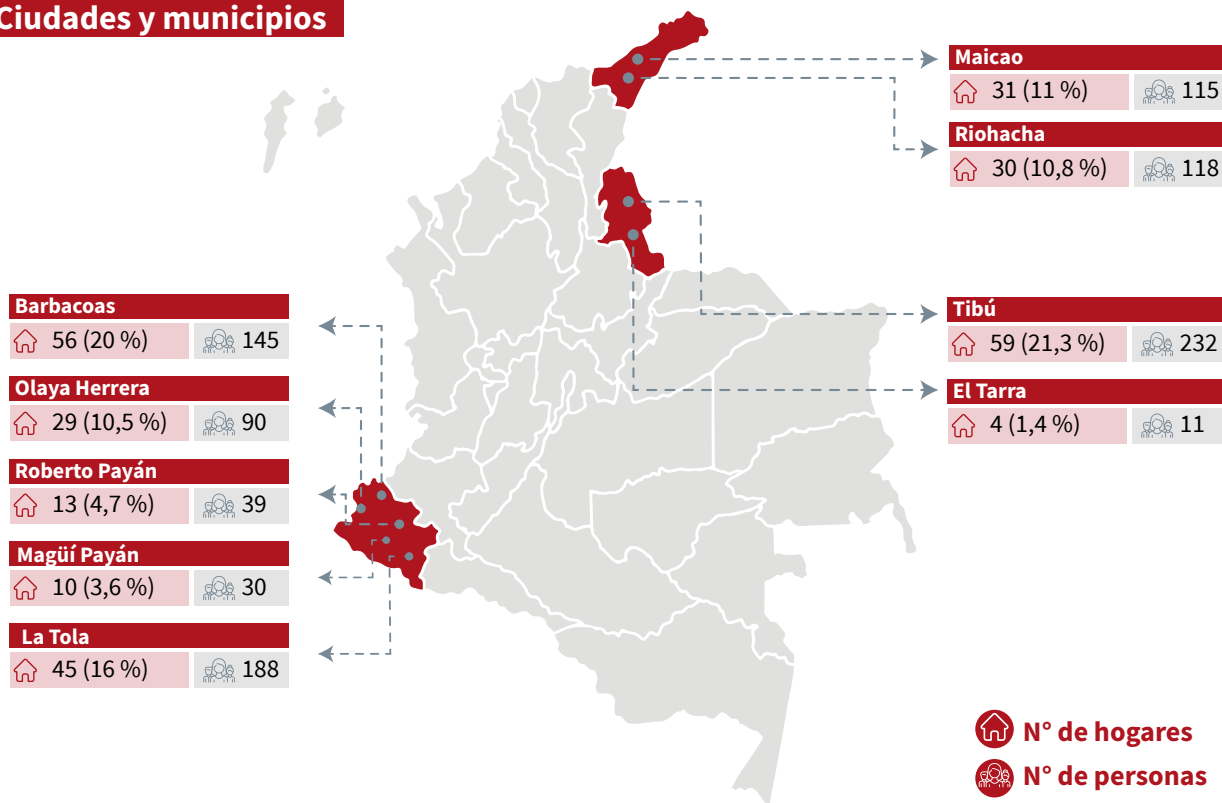 Ciudades y municipios
Maicao
31 (11 %) 115
Riohacha
30 (10,8 %) 118
Tibú
59 (21,3 %) 232
El Tarra
4 (1,4 %) 11
Barbacoas
56 (20 %) 145
Olaya Herrera
29 (10,5 %) 90
Roberto Payán
13 (4,7 %) 39
Magüí Payán
10 (3,6 %) 30
La Tola
45 (16 %) 188
N° de hogares
N° de personas